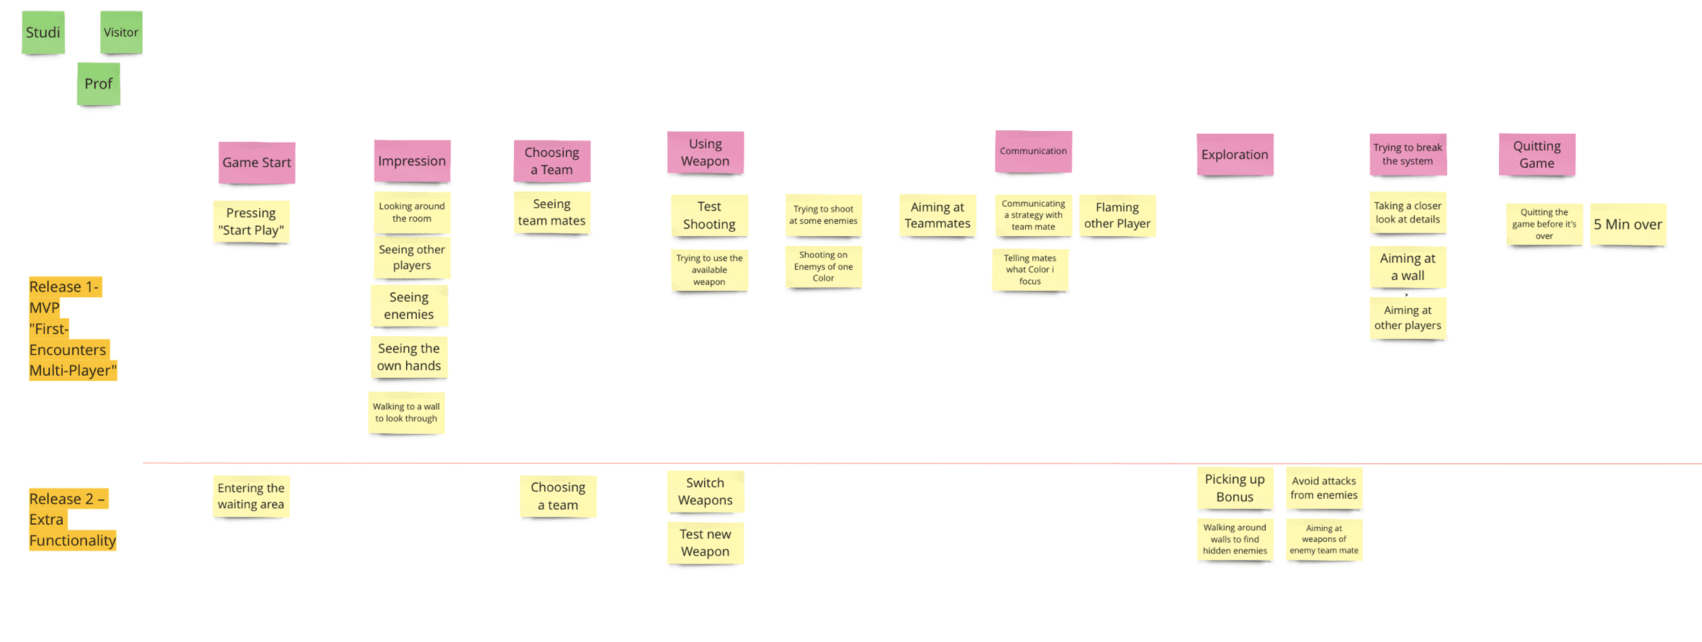 Studi
Visitor
Prof
Game Start
Impression
Choosing
a Team
Using
Weapon
Communication
Exploration
Trying to break
the system
Quitting
Game
Pressing
"Start Play"
Looking around
the room
Seeing other
players
Seeing
enemies
Seeing the
own hands
Walking to a wall
to look through
Seeing
team mates
Test
Shooting
Trying to use the
available
weapon
Trying to shoot
at some enemies
Shooting on
Enemys of one
Color
Aiming at
Teammates
Communicating
a strategy with
team mate
Telling mates
what Color i
focus
Flaming
other Player
Taking a closer
look at details
Aiming at
a wall
Aiming at
other players
Quitting the
game before it's
over
5 Min over
Release 1-
MVP
"First-
Encounters
Multi-Player"
Release 2 –
Extra
Functionality
Entering the
waiting area
Choosing
a team
Switch
Weapons
Test new
Weapon
Picking up
Bonus
Avoid attacks
from enemies
Walking around
walls to find
hidden enemies
Aiming at
weapons of
enemy team mate